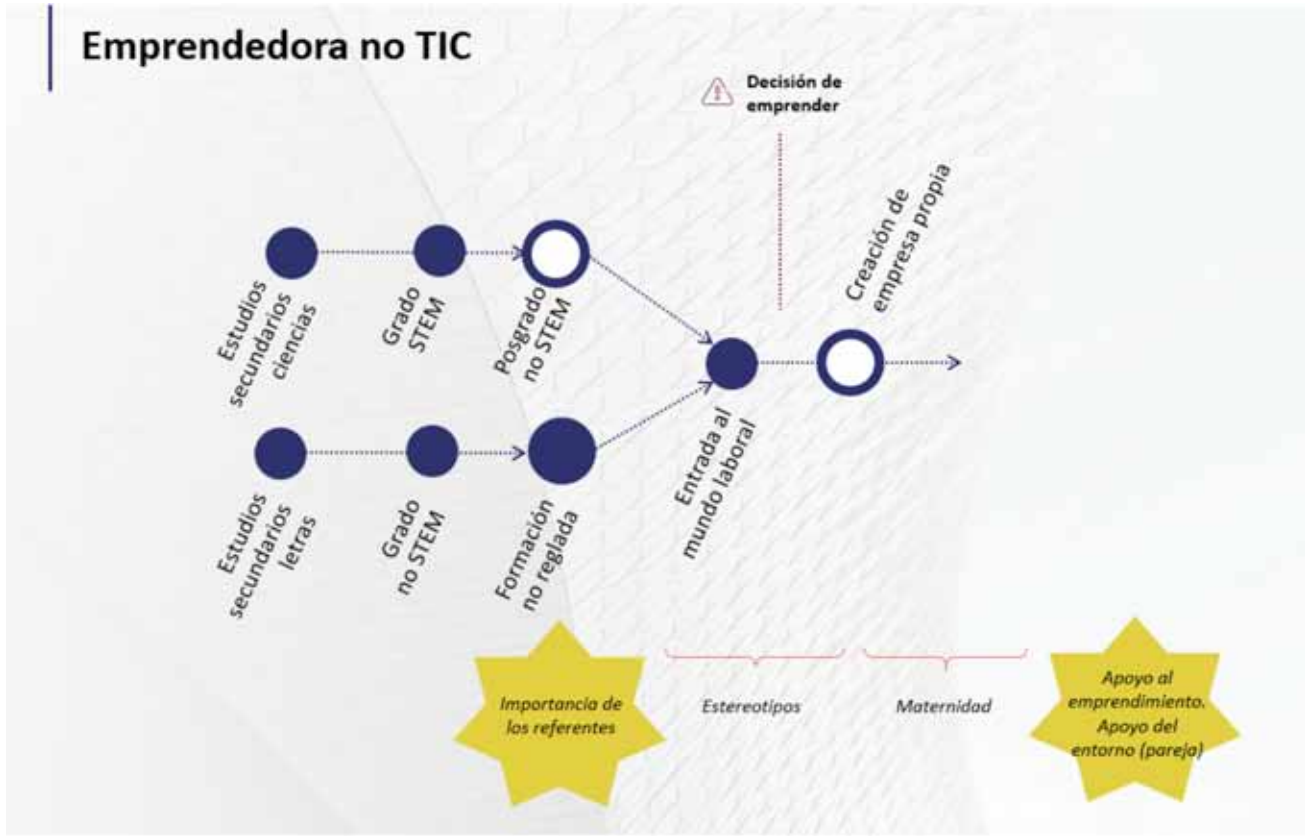 Emprendedora no TIC
Decisión de
emprender
Creación de
empresa propia
Estudios
secundarios
ciencias
Grado
STEM
Posgrado
no STEM
Entrada al
mundo laboral
Estudios
secundarios
letras
Grado
no STEM
Formación
no reglada
Importancia de
los referentes
Estereotipos
Maternidad
Apoyo al
emprendimiento.
Apoyo del
entorno (pareja)